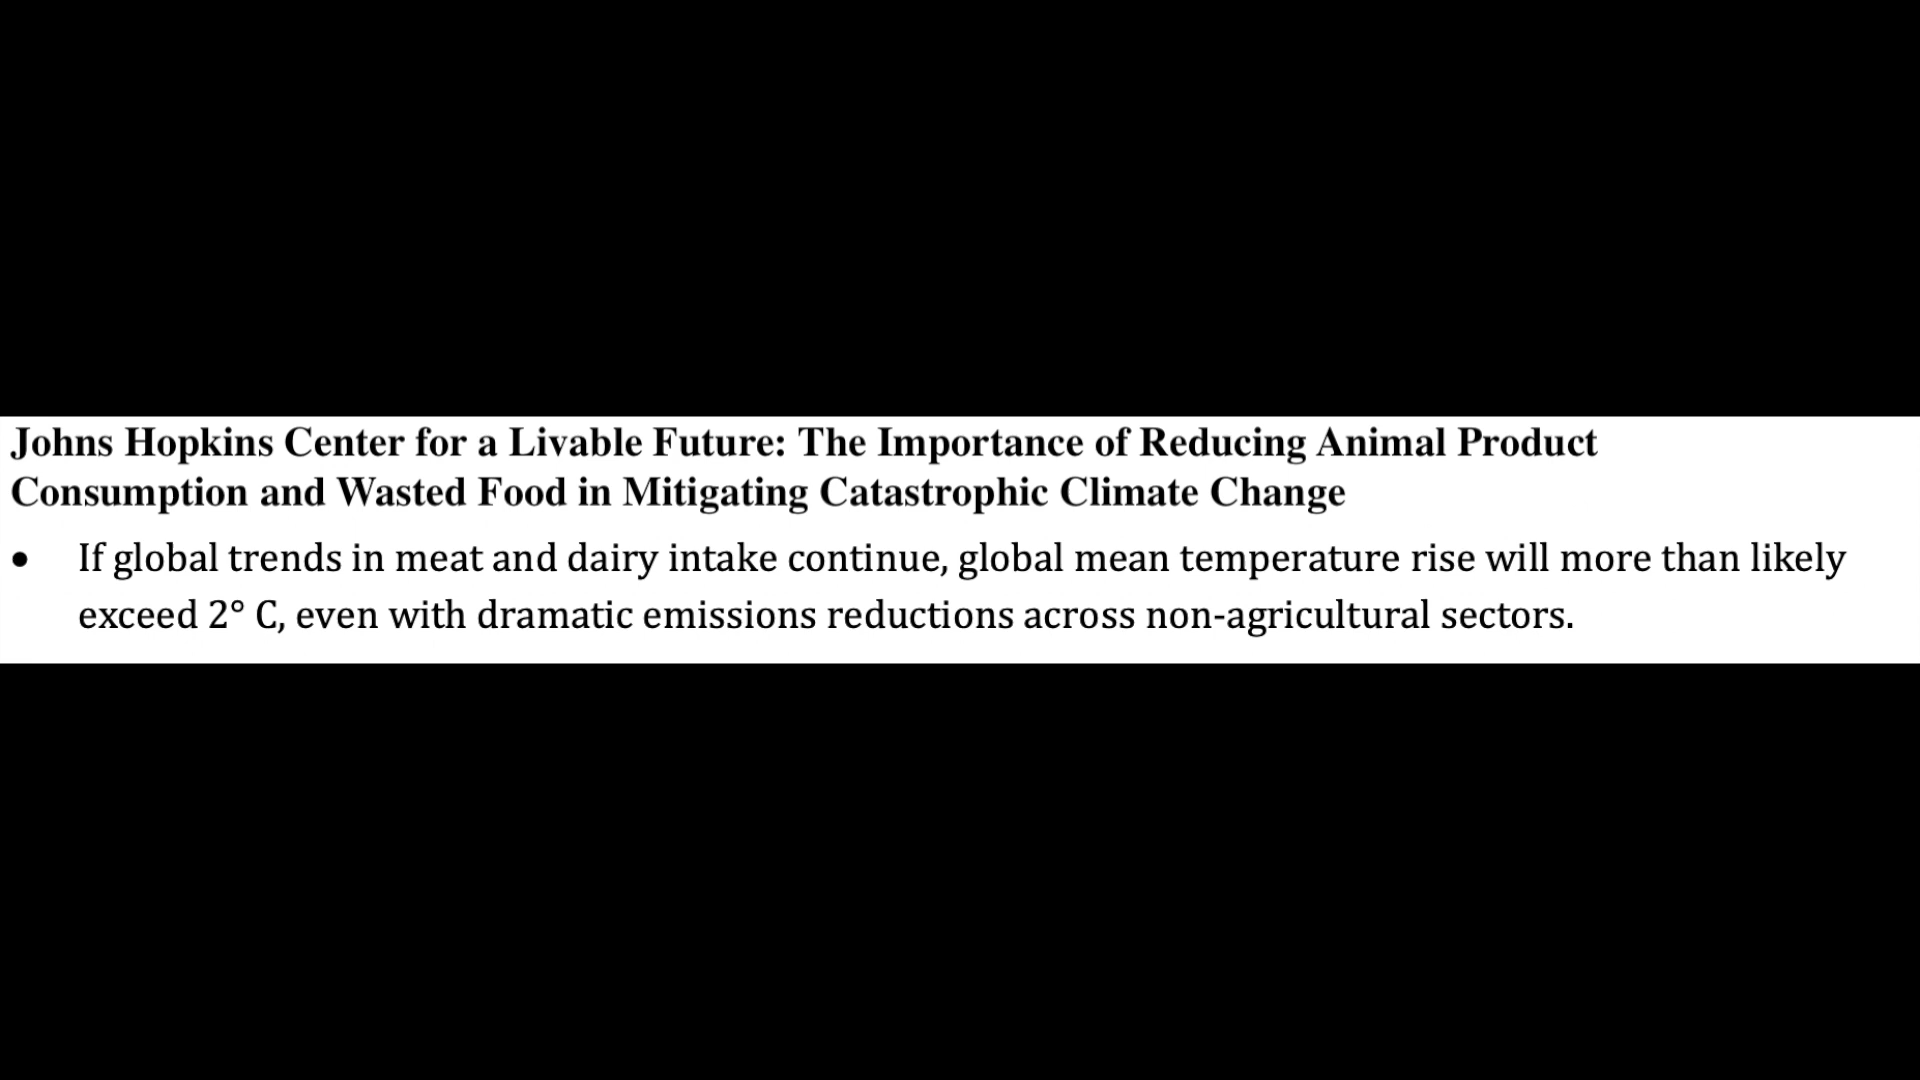 Johns Hopkins Center for a Livable Future: The Importance of Reducing Animal Product
Consumption and Wasted Food in Mitigating Catastrophic Climate Change
• If global trends in meat and dairy intake continue, global mean temperature rise will more than likely
exceed 2° C, even with dramatic emissions reductions across non-agricultural sectors.